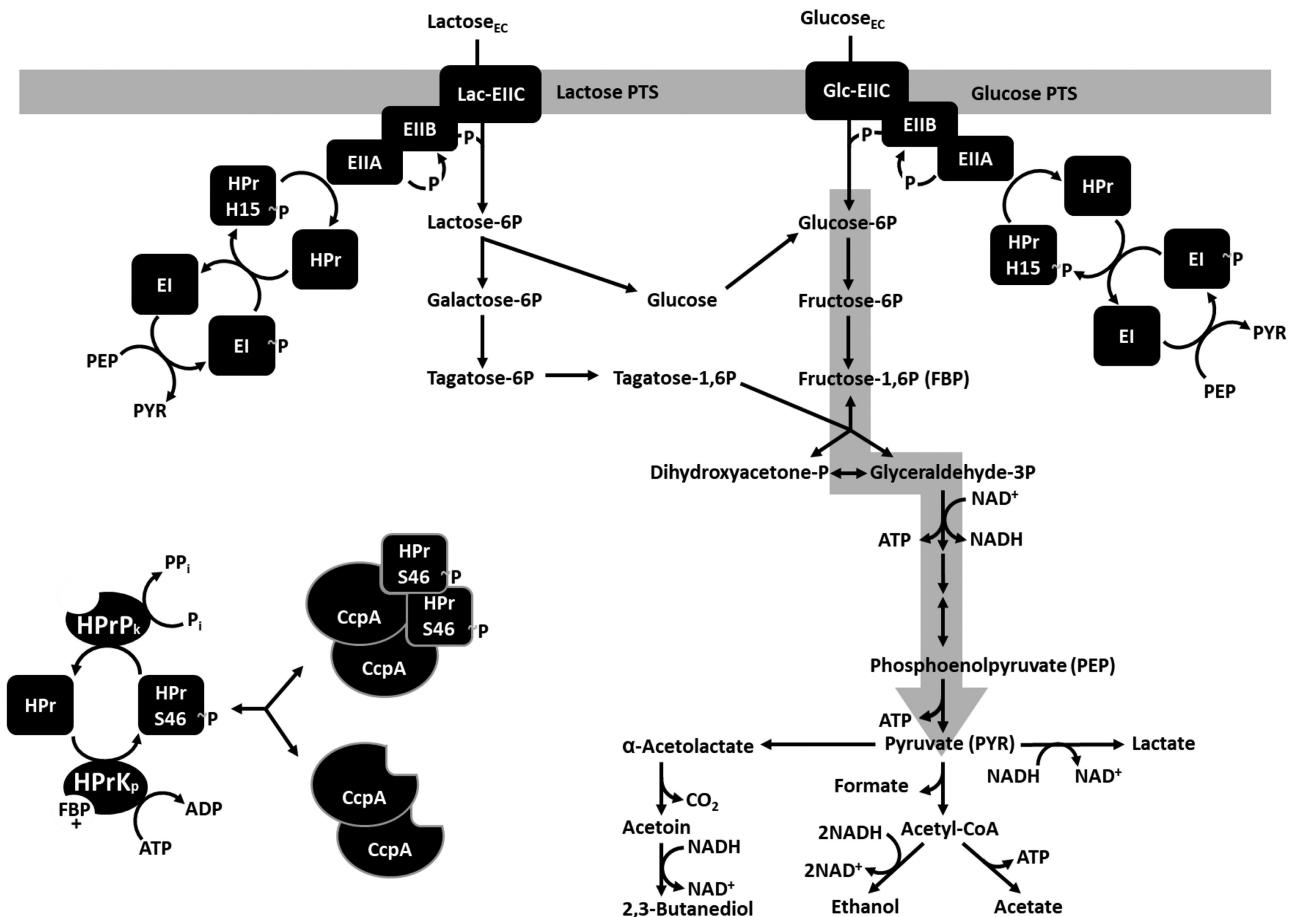 Lactose_EC
Glucose_EC
Lac-EIIC
Lactose PTS
Glc-EIIC
Glucose PTS
EIIB
P
EIIA
P
P
EIIB
EIIA
P
HPr
H15
~P
HPr
EI
EI
~P
PEP
PYR
HPr
HPr
H15
~P
EI
~P
EI
PYR
PEP
Lactose-6P
Glucose-6P
Galactose-6P
Glucose
Fructose-6P
Tagatose-6P
Tagatose-1,6P
Fructose-1,6P (FBP)
Dihydroxyacetone-P
Glyceraldehyde-3P
NAD⁺
ATP
NADH
Phosphoenolpyruvate (PEP)
ATP
α-Acetolactate
Pyruvate (PYR)
Lactate
NADH
NAD⁺
Formate
CO₂
Acetoin
Acetyl-CoA
2NADH
NADH
2NAD⁺
ATP
NAD⁺
2,3-Butanediol
Ethanol
Acetate
PPᵢ
Pᵢ
HPrPₖ
HPr
HPr
S46
~P
HPrKₚ
FBP
+
ADP
ATP
HPr
S46
~P
HPr
S46
~P
CcpA
CcpA
CcpA
CcpA